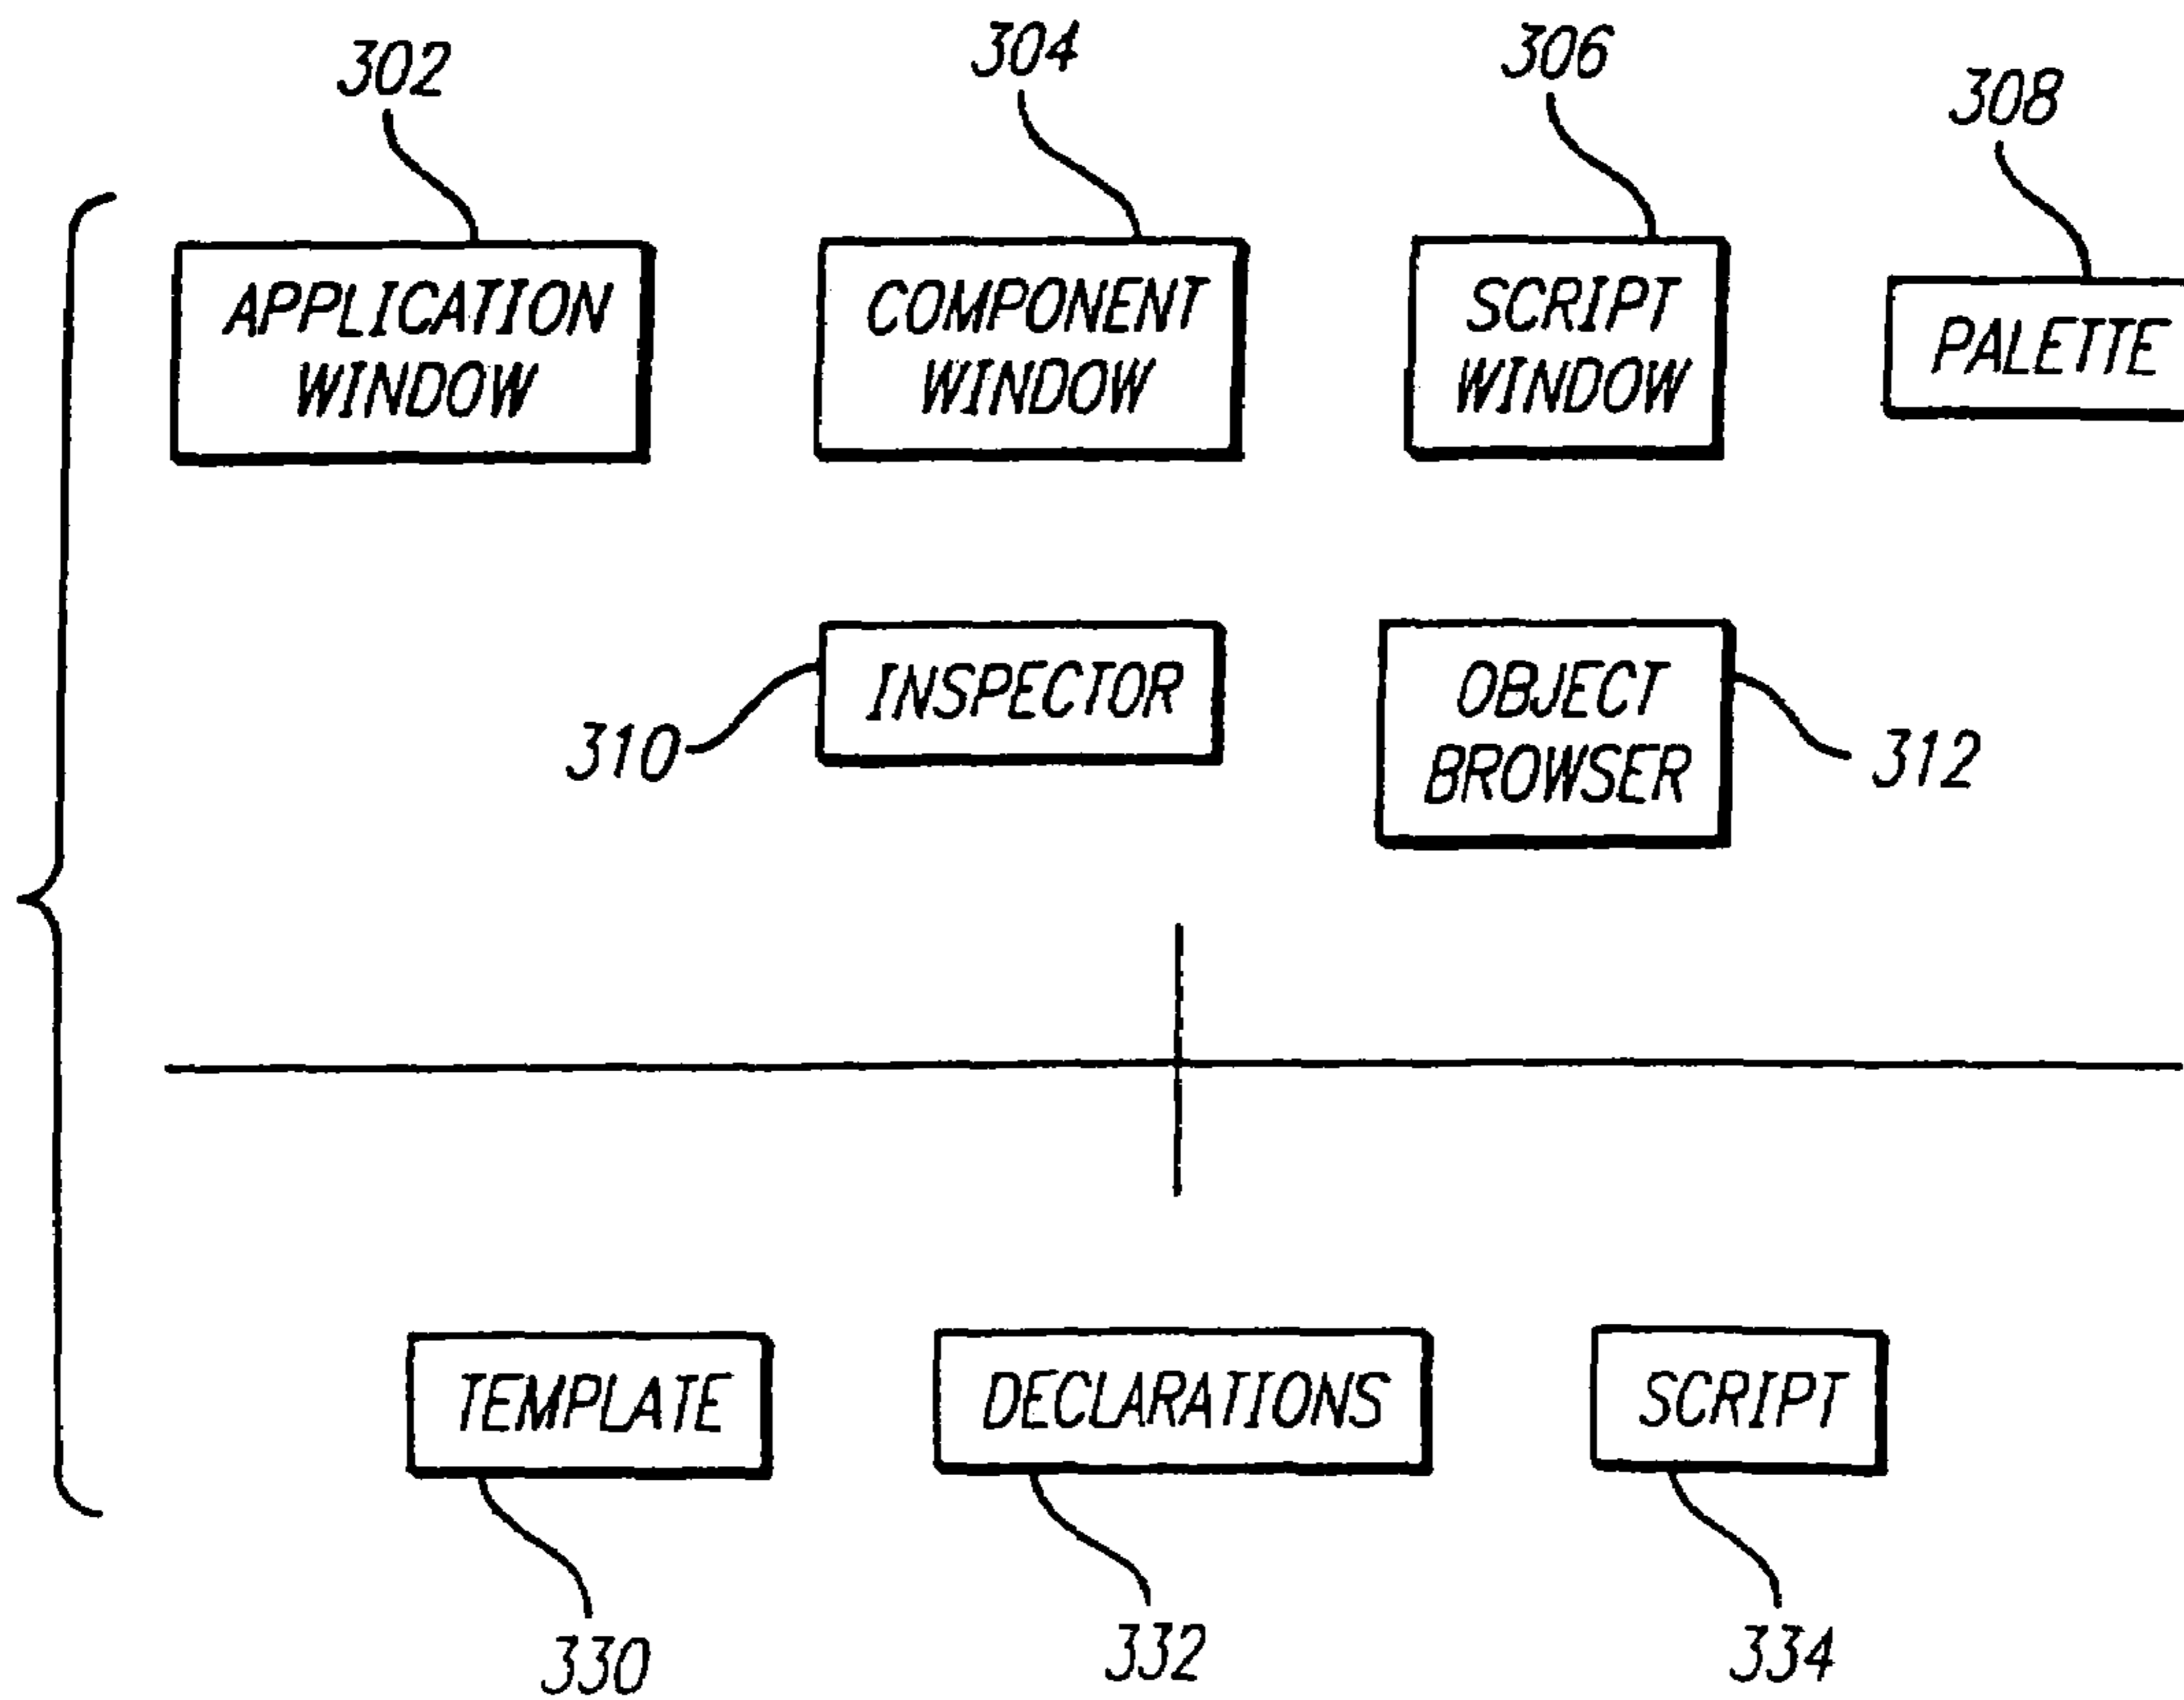 302
304
306
308
APPLICATION
WINDOW
COMPONENT
WINDOW
SCRIPT
WINDOW
PALETTE
INSPECTOR
310
OBJECT
BROWSER
312
TEMPLATE
DECLARATIONS
SCRIPT
330
332
334